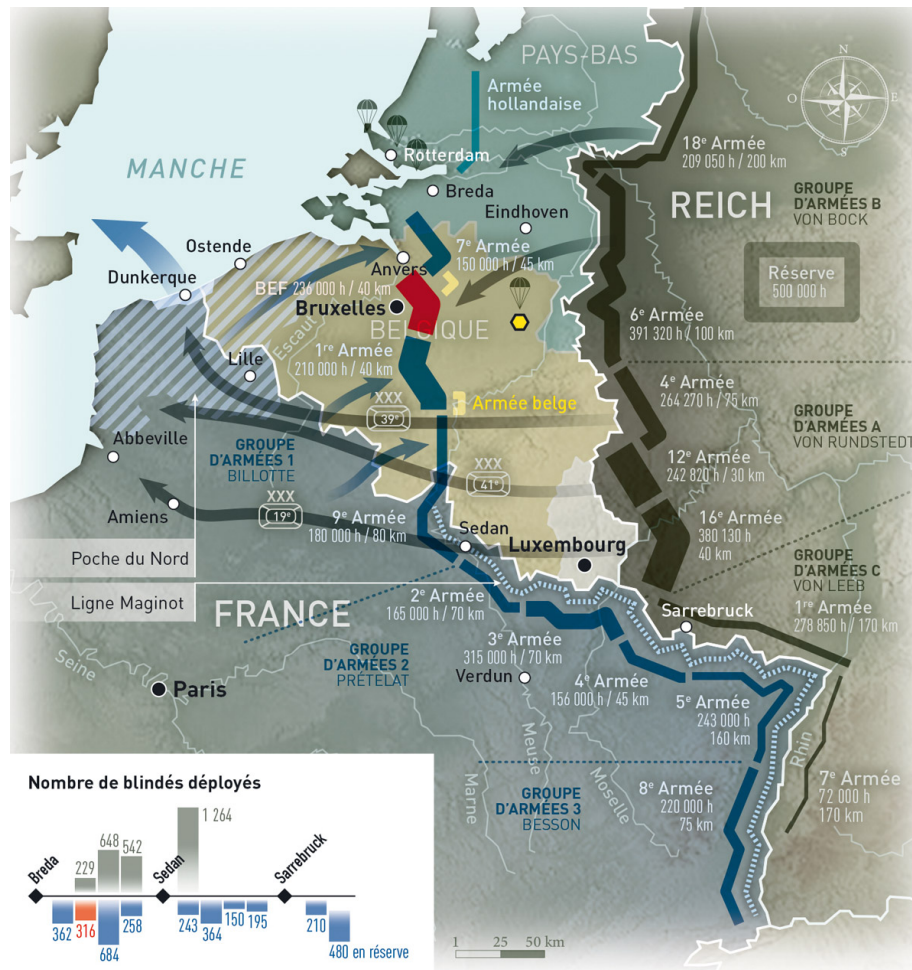 PAYS-BAS
N
O
E
S
Armée
hollandaise
MANCHE
Rotterdam
18e Armée
209 050 h / 200 km
Breda
REICH
GROUPE
D'ARMÉES B
VON BOCK
Eindhoven
Ostende
7e Armée
150 000 h / 45 km
Dunkerque
Anvers
BEF 236 000 h / 40 km
Réserve
500 000 h
Bruxelles
BELGIQUE
Escaut
6e Armée
391 320 h / 100 km
1re Armée
210 000 h / 40 km
Lille
4e Armée
264 270 h / 75 km
XXX
39e
Armée belge
GROUPE
D'ARMÉES A
VON RUNDSTEDT
Abbeville
GROUPE
D'ARMÉES 1
BILLOTTE
12e Armée
242 820 h / 30 km
XXX
41e
XXX
19e
Amiens
9e Armée
180 000 h / 80 km
16e Armée
380 130 h
40 km
Sedan
Luxembourg
Poche du Nord
GROUPE
D'ARMÉES C
VON LEEB
Ligne Maginot
FRANCE
2e Armée
165 000 h / 70 km
Sarrebruck
1re Armée
278 850 h / 170 km
3e Armée
315 000 h / 70 km
GROUPE
D'ARMÉES 2
PRÉTELAT
Seine
Verdun
4e Armée
156 000 h / 45 km
Paris
5e Armée
243 000 h
160 km
Rhin
Meuse
Marne
Moselle
GROUPE
D'ARMÉES 3
BESSON
8e Armée
220 000 h
75 km
7e Armée
72 000 h
170 km
Nombre de blindés déployés
1 264
648
542
229
Breda
Sedan
Sarrebruck
362
316
684
258
243
364
150
195
210
480 en réserve
1 25 50 km